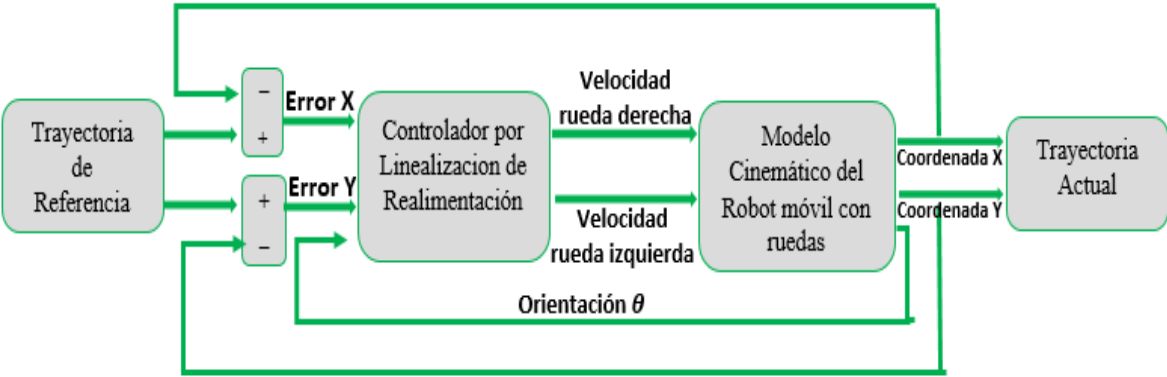 Trayectoria
de
Referencia
−
+
+
−
Error X
Error Y
Controlador por
Linealizacion de
Realimentación
Velocidad
rueda derecha
Velocidad
rueda izquierda
Modelo
Cinemático del
Robot móvil con
ruedas
Coordenada X
Coordenada Y
Trayectoria
Actual
Orientación θ